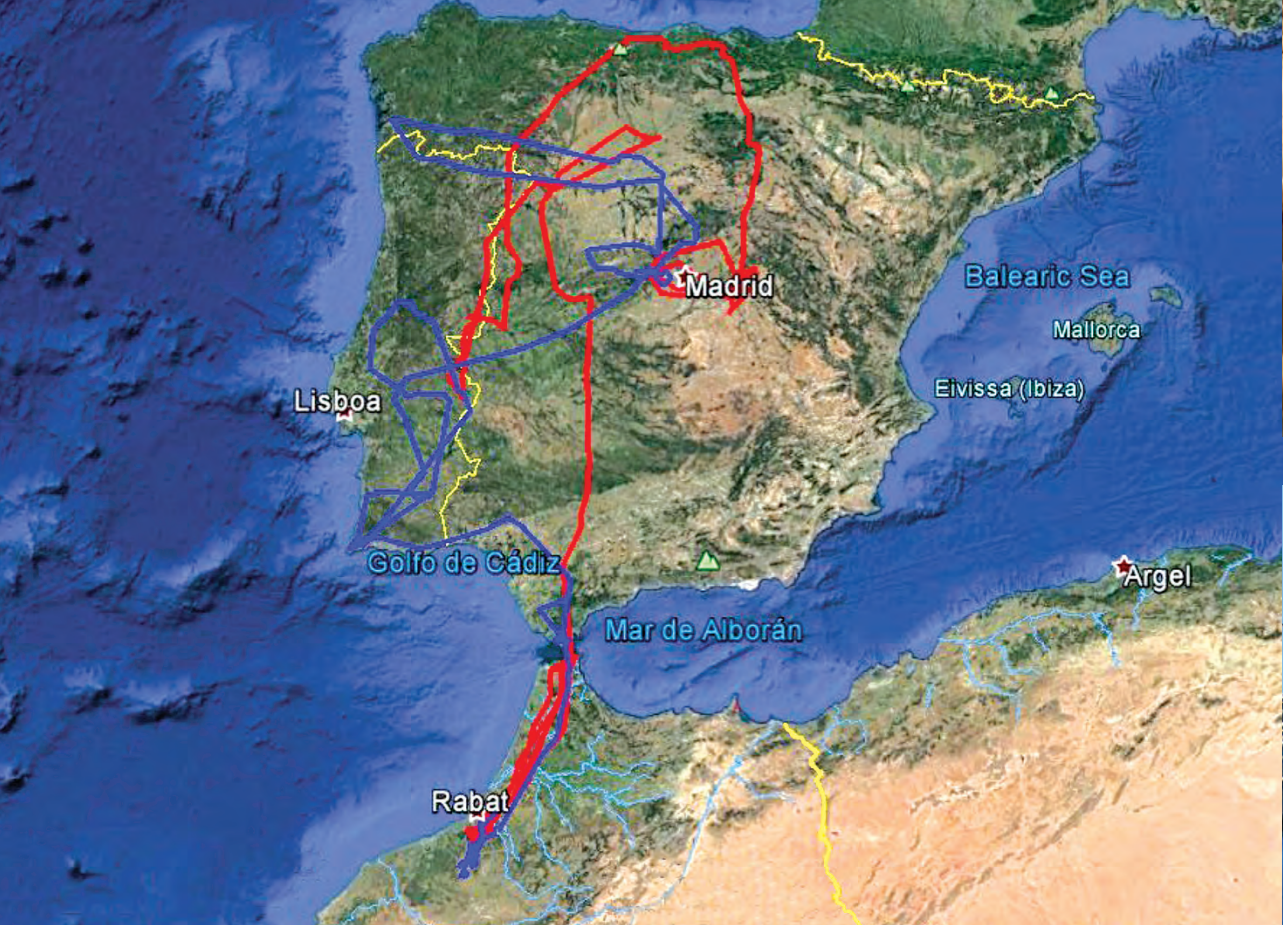 Balearic Sea
Madrid
Mallorca
Eivissa (Ibiza)
Lisboa
Golfo de Cádiz
Argel
Mar de Alborán
Rabat